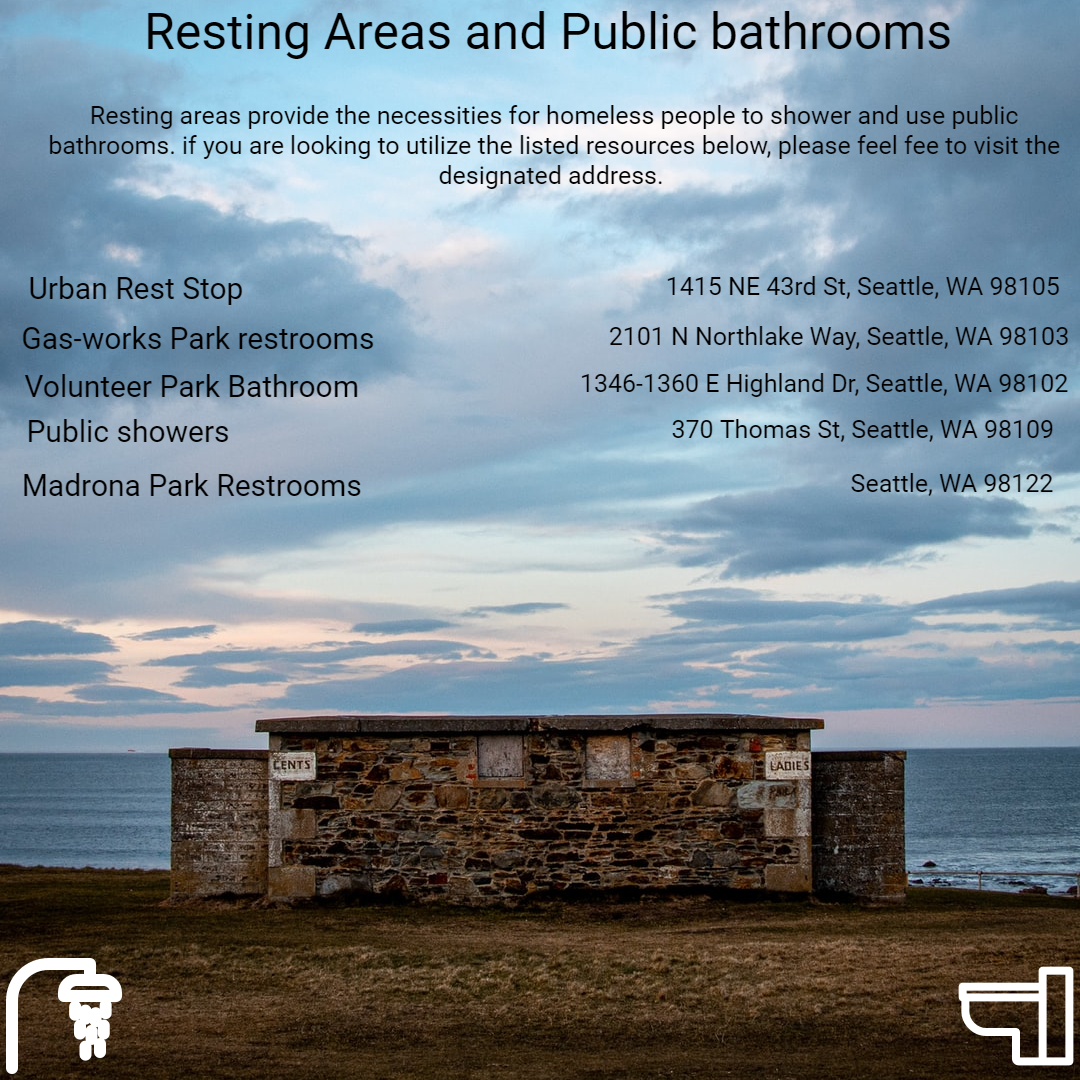 Resting Areas and Public bathrooms
Resting areas provide the necessities for homeless people to shower and use public
bathrooms. if you are looking to utilize the listed resources below, please feel fee to visit the
designated address.
Urban Rest Stop 1415 NE 43rd St, Seattle, WA 98105
Gas-works Park restrooms 2101 N Northlake Way, Seattle, WA 98103
Volunteer Park Bathroom 1346-1360 E Highland Dr, Seattle, WA 98102
Public showers 370 Thomas St, Seattle, WA 98109
Madrona Park Restrooms Seattle, WA 98122
GENTS LADIES